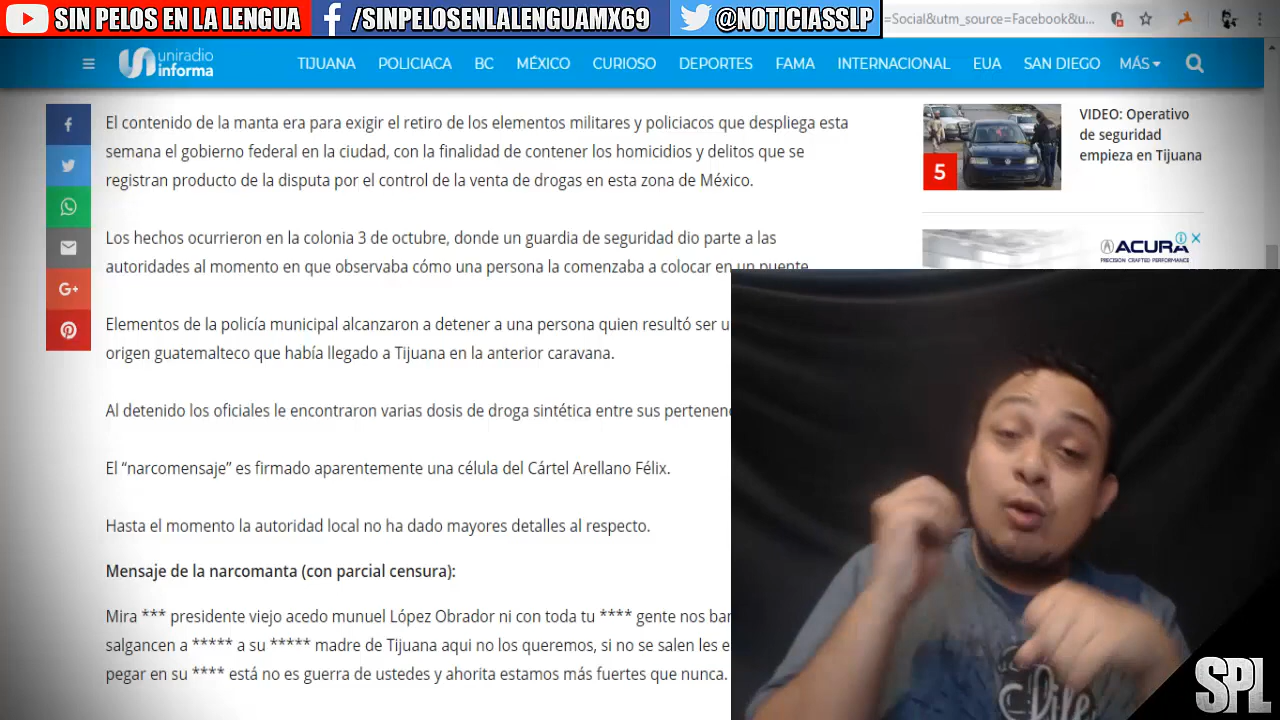 SIN PELOS EN LA LENGUA
/SINPELOSENLALENGUAMX69
@NOTICIASSLP
=Social&utm_source=Facebook&u...
uniradio
informa
TIJUANA POLICIACA BC MÉXICO CURIOSO DEPORTES FAMA INTERNACIONAL EUA SAN DIEGO MÁS
El contenido de la manta era para exigir el retiro de los elementos militares y policiacos que despliega esta
semana el gobierno federal en la ciudad, con la finalidad de contener los homicidios y delitos que se
registran producto de la disputa por el control de la venta de drogas en esta zona de México.
Los hechos ocurrieron en la colonia 3 de octubre, donde un guardia de seguridad dio parte a las
autoridades al momento en que observaba cómo una persona la comenzaba a colocar en un puente
Elementos de la policía municipal alcanzaron a detener a una persona quien resultó ser
origen guatemalteco que había llegado a Tijuana en la anterior caravana.
Al detenido los oficiales le encontraron varias dosis de droga sintética entre sus
El “narcomensaje” es firmado aparentemente una célula del Cártel Arellano Félix.
Hasta el momento la autoridad local no ha dado mayores detalles al respecto.
Mensaje de la narcomanta (con parcial censura):
Mira *** presidente viejo acedo munuel López Obrador ni con toda tu **** gente nos
salgancen a ***** a su ***** madre de Tijuana aqui no los queremos, si no se salen les
pegar en su **** está no es guerra de ustedes y ahorita estamos más fuertes que nunca.
5
VIDEO: Operativo
de seguridad
empieza en Tijuana
ACURA
PRECISION CRAFTED PERFORMANCE
G+
SPL